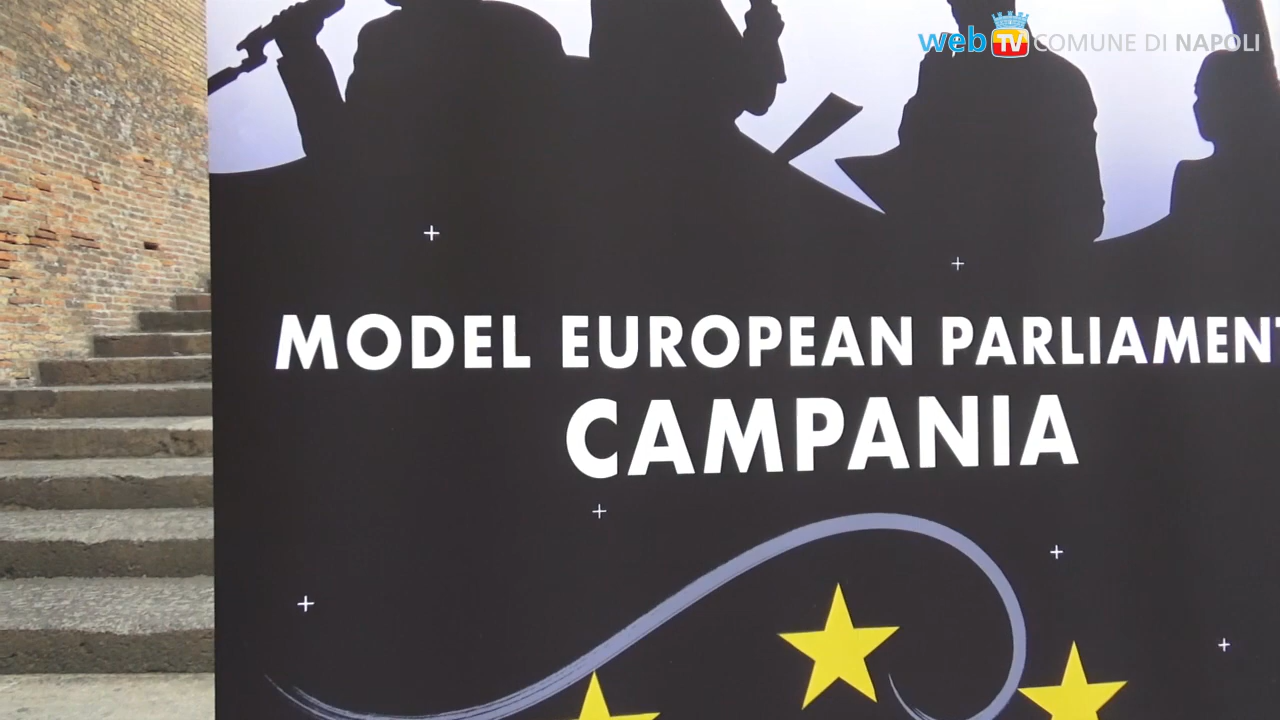 web TV COMUNE DI NAPOLI
MODEL EUROPEAN PARLIAMENT
CAMPANIA